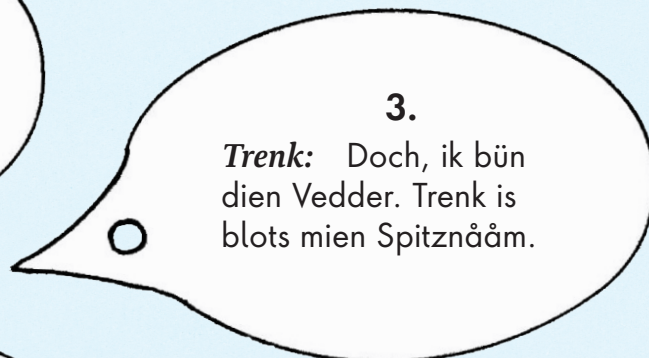 3.
Trenk: Doch, ik bün
dien Vedder. Trenk is
blots mien Spitznååm.